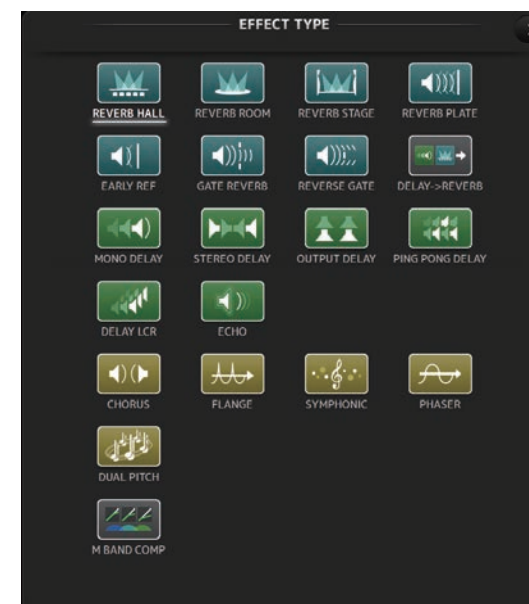 EFFECT TYPE
REVERB HALL REVERB ROOM REVERB STAGE REVERB PLATE
EARLY REF GATE REVERB REVERSE GATE DELAY->REVERB
MONO DELAY STEREO DELAY OUTPUT DELAY PING PONG DELAY
DELAY LCR ECHO
CHORUS FLANGE SYMPHONIC PHASER
DUAL PITCH
M BAND COMP